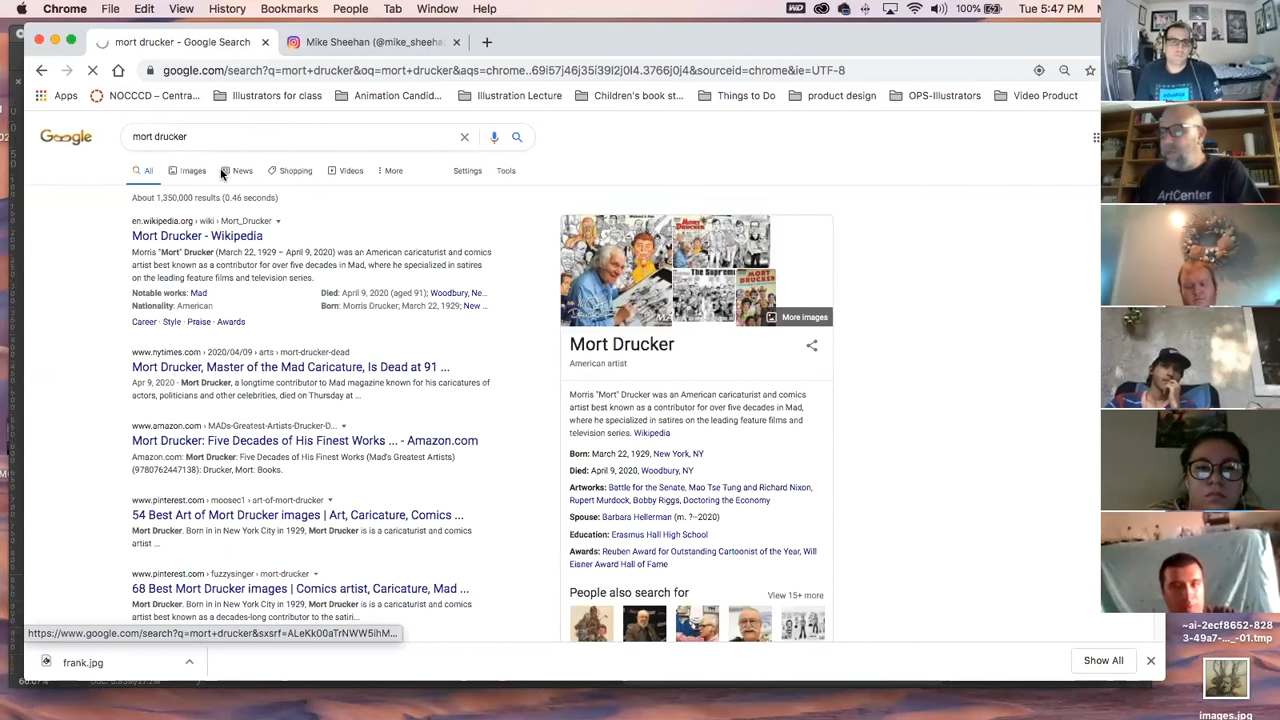 Chrome File Edit View History Bookmarks People Tab Window Help
100% Tue 5:47 PM
mort drucker - Google Search
Mike Sheehan (@mike_sheeha
google.com/search?q=mort+drucker&oq=mort+drucker&aqs=chrome..69i57j46j35i39l2j0l4.3766j0j4&sourceid=chrome&ie=UTF-8
Apps NOCCCD – Centra... Illustrators for class Animation Candid... Illustration Lecture Children's book st... Things to Do product design OPS-Illustrators Video Product
Google
mort drucker
All Images News Shopping Videos More Settings Tools
About 1,350,000 results (0.46 seconds)
en.wikipedia.org › wiki › Mort_Drucker
Mort Drucker - Wikipedia
Morris "Mort" Drucker (March 22, 1929 – April 9, 2020) was an American caricaturist and comics
artist best known as a contributor for over five decades in Mad, where he specialized in satires
on the leading feature films and television series.
Notable works: Mad
Died: April 9, 2020 (aged 91); Woodbury, Ne...
Nationality: American
Born: Morris Drucker; March 22, 1929; New ...
Career · Style · Praise · Awards
www.nytimes.com › 2020/04/09 › arts › mort-drucker-dead
Mort Drucker, Master of the Mad Caricature, Is Dead at 91 ...
Apr 9, 2020 - Mort Drucker, a longtime contributor to Mad magazine known for his caricatures of
actors, politicians and other celebrities, died on Thursday at ...
www.amazon.com › MADs-Greatest-Artists-Drucker-D...
Mort Drucker: Five Decades of His Finest Works ... - Amazon.com
Amazon.com: Mort Drucker: Five Decades of His Finest Works (Mad's Greatest Artists)
(9780762447138): Drucker, Mort: Books.
www.pinterest.com › moosec1 › art-of-mort-drucker
54 Best Art of Mort Drucker images | Art, Caricature, Comics ...
Mort Drucker. Born in in New York City in 1929, Mort Drucker is is a caricaturist and comics
artist ...
www.pinterest.com › fuzzysinger › mort-drucker
68 Best Mort Drucker images | Comics artist, Caricature, Mad ...
Mort Drucker. Born in in New York City in 1929, Mort Drucker is is a caricaturist and comics
artist best known as a decades-long contributor to the satiri...
https://www.google.com/search?q=mort+drucker&sxsrf=ALeKk00aTrNWW5ihM...
MORT DRUCKER
The Supre
MORT DRUCKER
More images
Mort Drucker
American artist
Morris "Mort" Drucker was an American caricaturist and comics
artist best known as a contributor for over five decades in Mad,
where he specialized in satires on the leading feature films and
television series. Wikipedia
Born: March 22, 1929, New York, NY
Died: April 9, 2020, Woodbury, NY
Artworks: Battle for the Senate, Mao Tse Tung and Richard Nixon,
Rupert Murdock, Bobby Riggs, Doctoring the Economy
Spouse: Barbara Hellerman (m. ?–2020)
Education: Erasmus Hall High School
Awards: Reuben Award for Outstanding Cartoonist of the Year, Will
Eisner Award Hall of Fame
People also search for
View 15+ more
frank.jpg
Show All
ArtCenter
~ai-2ecf8652-828
3-49a7-..._-01.tmp
images.jpg